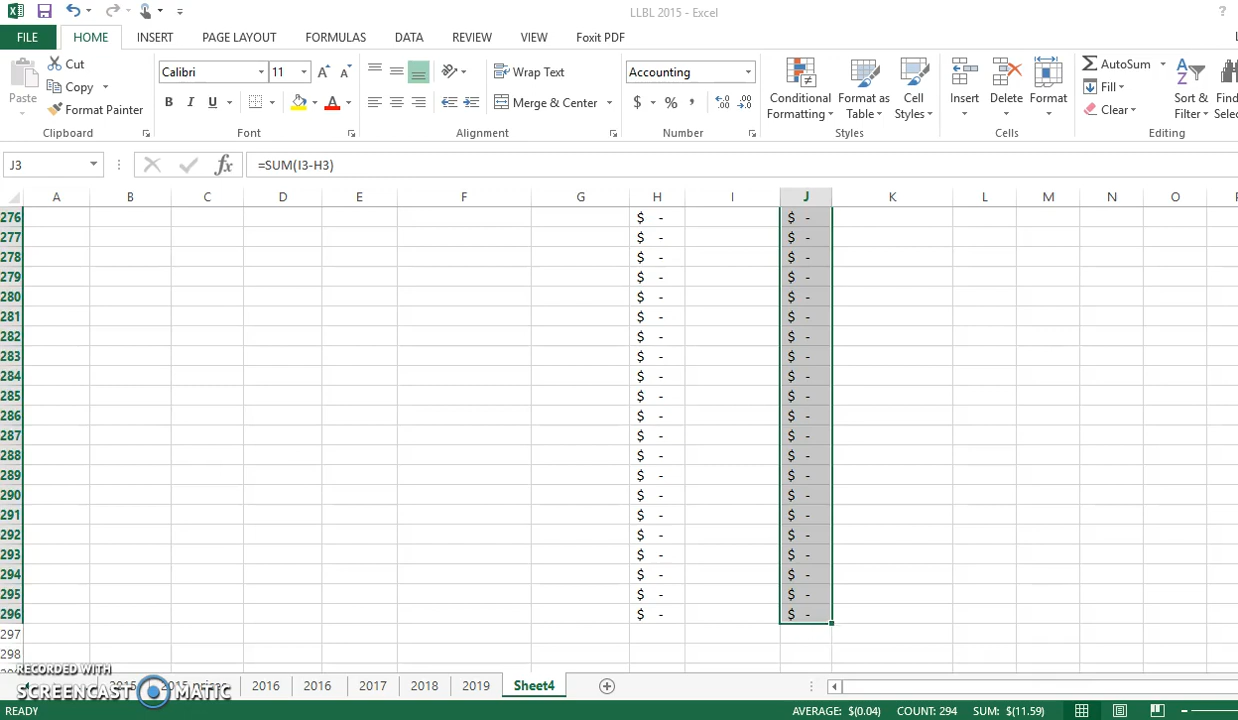 LLBL 2015 - Excel
?
FILE HOME INSERT PAGE LAYOUT FORMULAS DATA REVIEW VIEW Foxit PDF
Paste
Cut
Copy
Format Painter
Clipboard
Calibri 11
B I U
Font
Wrap Text
Merge & Center
Alignment
Accounting
$ % ,
Number
Conditional Formatting
Format as Table
Cell Styles
Styles
Insert Delete Format
Cells
AutoSum
Fill
Clear
Sort & Filter
Editing
J3 fx =SUM(I3-H3)
A B C D E F G H I J K L M N O
276 $ - $ -
277 $ - $ -
278 $ - $ -
279 $ - $ -
280 $ - $ -
281 $ - $ -
282 $ - $ -
283 $ - $ -
284 $ - $ -
285 $ - $ -
286 $ - $ -
287 $ - $ -
288 $ - $ -
289 $ - $ -
290 $ - $ -
291 $ - $ -
292 $ - $ -
293 $ - $ -
294 $ - $ -
295 $ - $ -
296 $ - $ -
297
298
RECORDED WITH
SCREENCAST MATIC
2015 2016 2016 2017 2018 2019 Sheet4
READY AVERAGE: $(0.04) COUNT: 294 SUM: $(11.59)